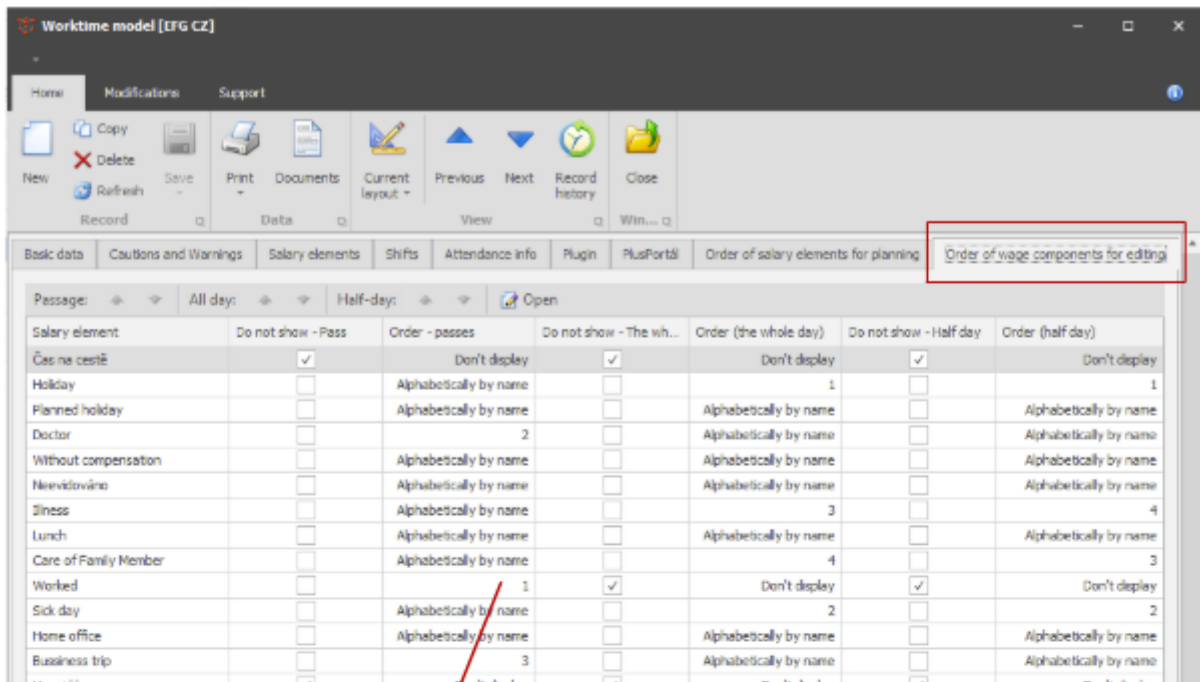 Worktime model [EFG CZ]
Home Modifications Support
New Copy Delete Refresh Save Print Documents Current layout Previous Next Record history Close
Record Data View Win...
Basic data Cautions and Warnings Salary elements Shifts Attendance info Plugin PlusPortál Order of salary elements for planning Order of wage components for editing
Passage: All day: Half-day: Open
Salary element Do not show - Pass Order - passes Do not show - The wh... Order (the whole day) Do not show - Half day Order (half day)
Čas na cestě Don't display Don't display Don't display
Holiday Alphabetically by name 1 1
Planned holiday Alphabetically by name Alphabetically by name Alphabetically by name
Doctor 2 Alphabetically by name Alphabetically by name
Without compensation Alphabetically by name Alphabetically by name Alphabetically by name
Neevidováno Alphabetically by name Alphabetically by name Alphabetically by name
Illness Alphabetically by name 3 4
Lunch Alphabetically by name Alphabetically by name Alphabetically by name
Care of Family Member Alphabetically by name 4 3
Worked 1 Don't display Don't display
Sick day Alphabetically by name 2 2
Home office Alphabetically by name Alphabetically by name Alphabetically by name
Bussiness trip 3 Alphabetically by name Alphabetically by name